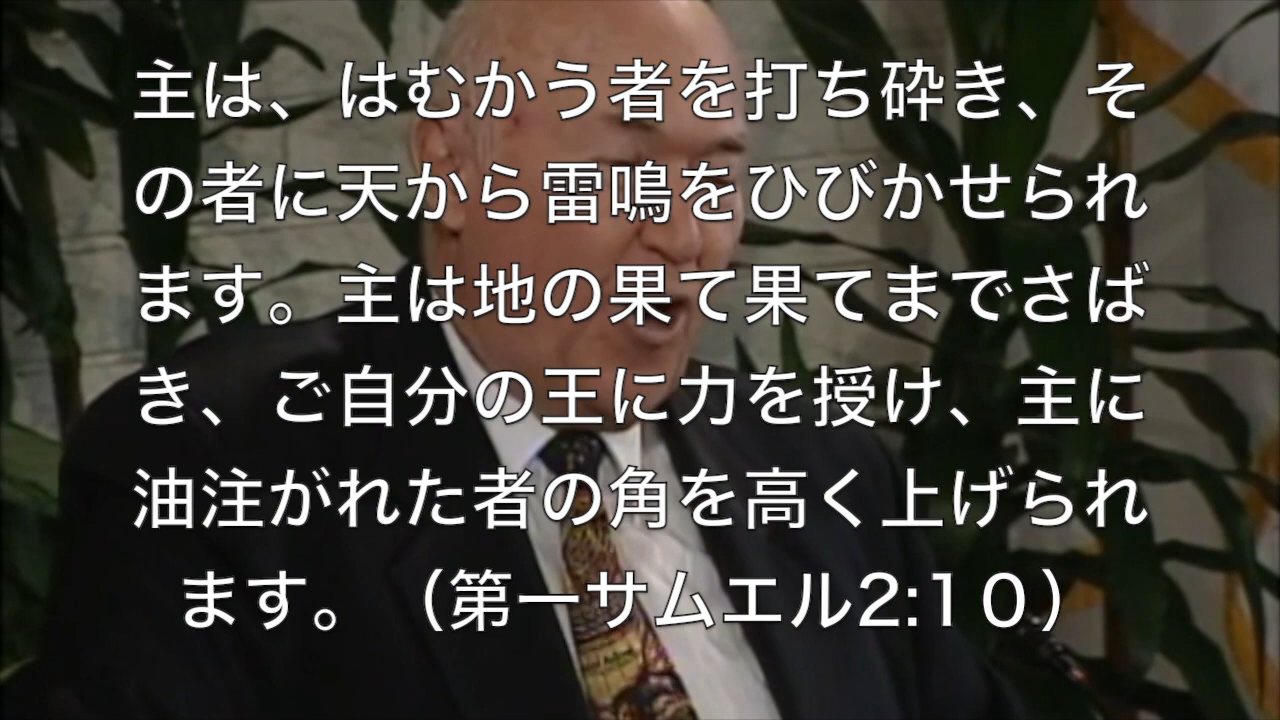 主は、はむかう者を打ち砕き、そ
の者に天から雷鳴をひびかせられ
ます。主は地の果て果てまでさば
き、ご自分の王に力を授け、主に
油注がれた者の角を高く上げられ
ます。（第一サムエル2:1０）